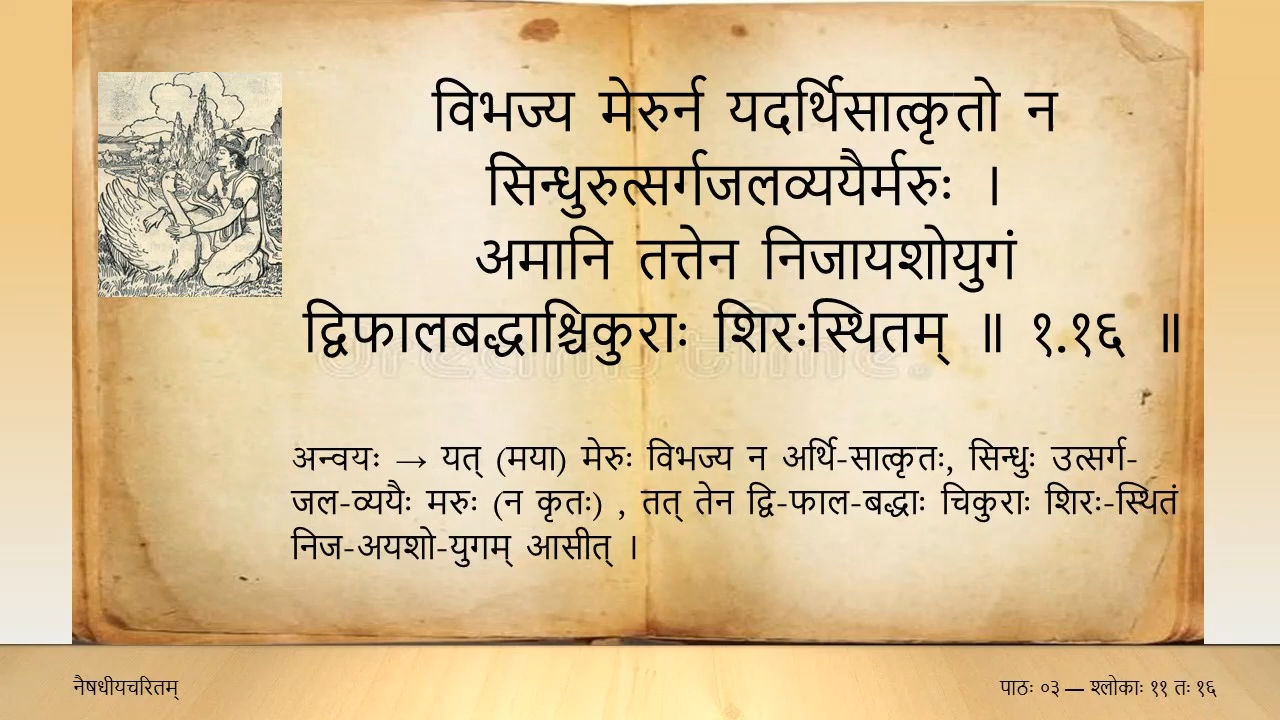 विभज्य मेरुर्न यदर्थिसात्कृतो न
सिन्धुरुत्सर्गजलव्ययैर्मरुः ।
अमानि तत्तेन निजायशोयुगं
द्विफालबद्धाश्चिकुराः शिरःस्थितम् ॥ १.१६ ॥
dreamstime.
अन्वयः → यत् (मया) मेरुः विभज्य न अर्थि-सात्कृतः, सिन्धुः उत्सर्ग-
जल-व्ययैः मरुः (न कृतः) , तत् तेन द्वि-फाल-बद्धाः चिकुराः शिरः-स्थितं
निज-अयशो-युगम् आसीत् ।
नैषधीयचरितम्
पाठः ०३ — श्लोकाः ११ तः १६